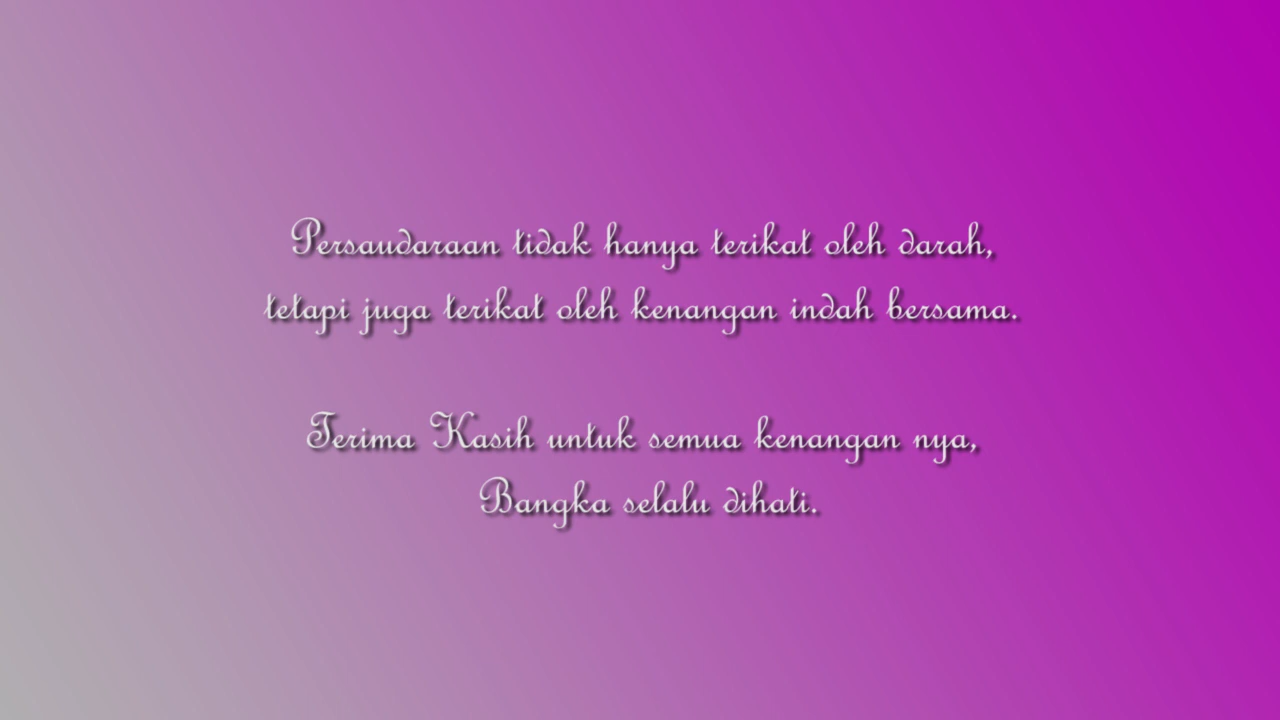 Persaudaraan tidak hanya terikat oleh darah,
tetapi juga terikat oleh kenangan indah bersama.
Terima Kasih untuk semua kenangan nya,
Bangka selalu dihati.